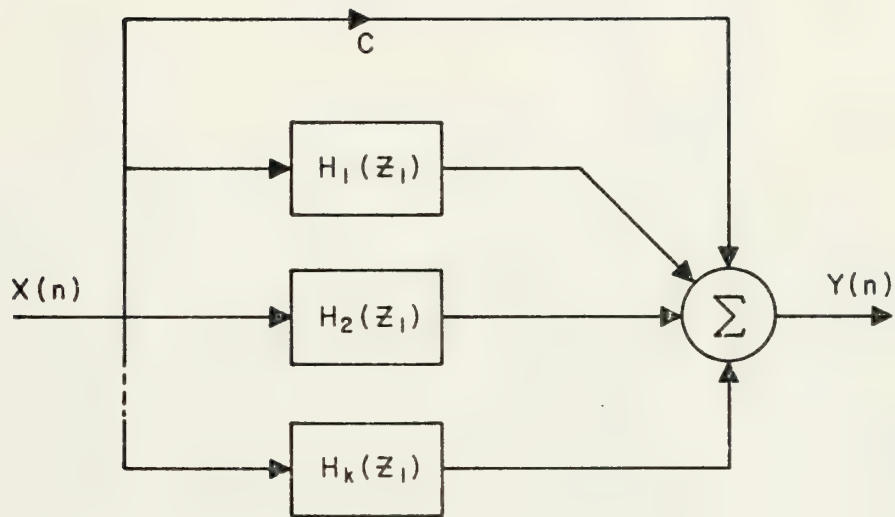 C
H₁(Z₁)
X(n)
H₂(Z₁)
Σ
Y(n)
Hₖ(Z₁)